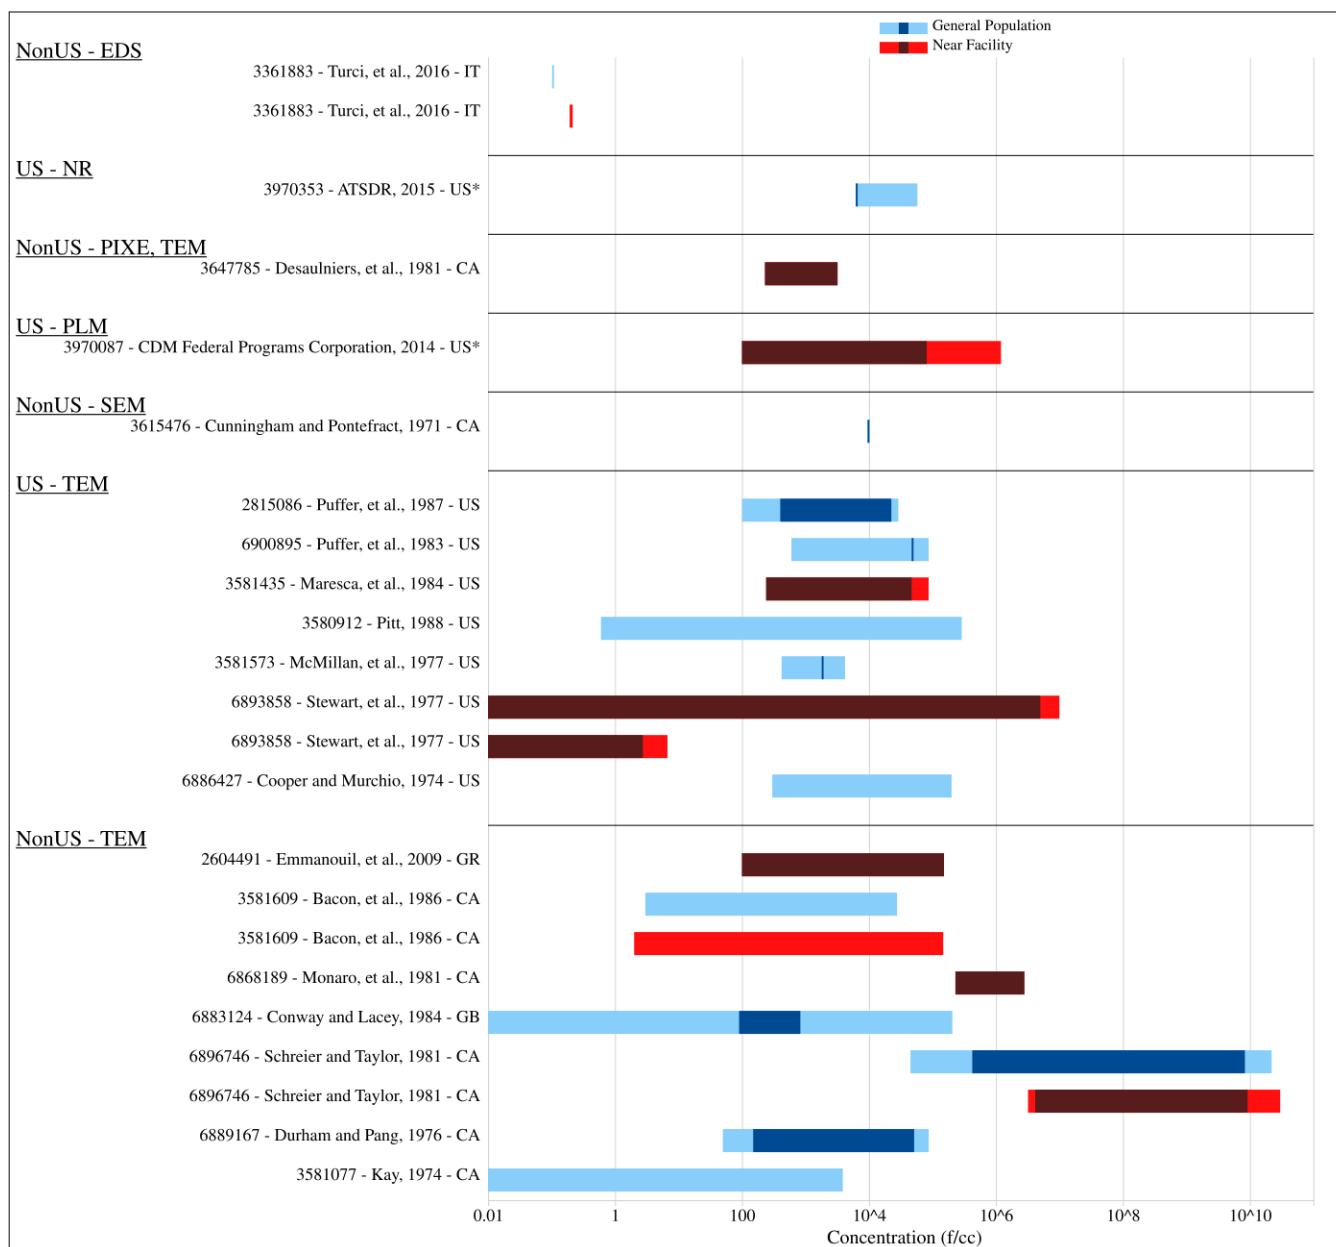 General Population
Near Facility
NonUS - EDS
3361883 - Turci, et al., 2016 - IT
3361883 - Turci, et al., 2016 - IT
US - NR
3970353 - ATSDR, 2015 - US*
NonUS - PIXE, TEM
3647785 - Desaulniers, et al., 1981 - CA
US - PLM
3970087 - CDM Federal Programs Corporation, 2014 - US*
NonUS - SEM
3615476 - Cunningham and Pontefract, 1971 - CA
US - TEM
2815086 - Puffer, et al., 1987 - US
6900895 - Puffer, et al., 1983 - US
3581435 - Maresca, et al., 1984 - US
3580912 - Pitt, 1988 - US
3581573 - McMillan, et al., 1977 - US
6893858 - Stewart, et al., 1977 - US
6893858 - Stewart, et al., 1977 - US
6886427 - Cooper and Murchio, 1974 - US
NonUS - TEM
2604491 - Emmanouil, et al., 2009 - GR
3581609 - Bacon, et al., 1986 - CA
3581609 - Bacon, et al., 1986 - CA
6868189 - Monaro, et al., 1981 - CA
6883124 - Conway and Lacey, 1984 - GB
6896746 - Schreier and Taylor, 1981 - CA
6896746 - Schreier and Taylor, 1981 - CA
6889167 - Durham and Pang, 1976 - CA
3581077 - Kay, 1974 - CA
0.01 1 100 10^4 10^6 10^8 10^10
Concentration (f/cc)